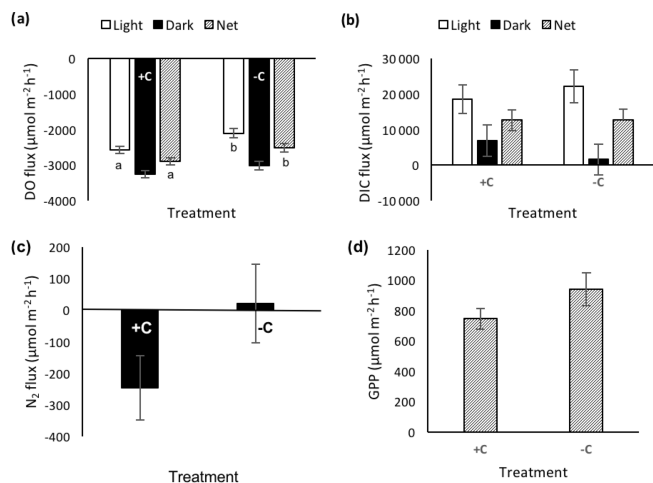 (a)
Light Dark Net
DO flux (µmol m⁻² h⁻¹)
0
-1000
-2000
-3000
-4000
+C
-C
a
a
b
b
Treatment
(b)
Light Dark Net
DIC flux (µmol m⁻² h⁻¹)
30 000
20 000
10 000
0
-10 000
+C
-C
Treatment
(c)
N₂ flux (µmol m⁻² h⁻¹)
200
100
0
-100
-200
-300
-400
+C
-C
Treatment
(d)
GPP (µmol m⁻² h⁻¹)
1200
1000
800
600
400
200
0
+C
-C
Treatment